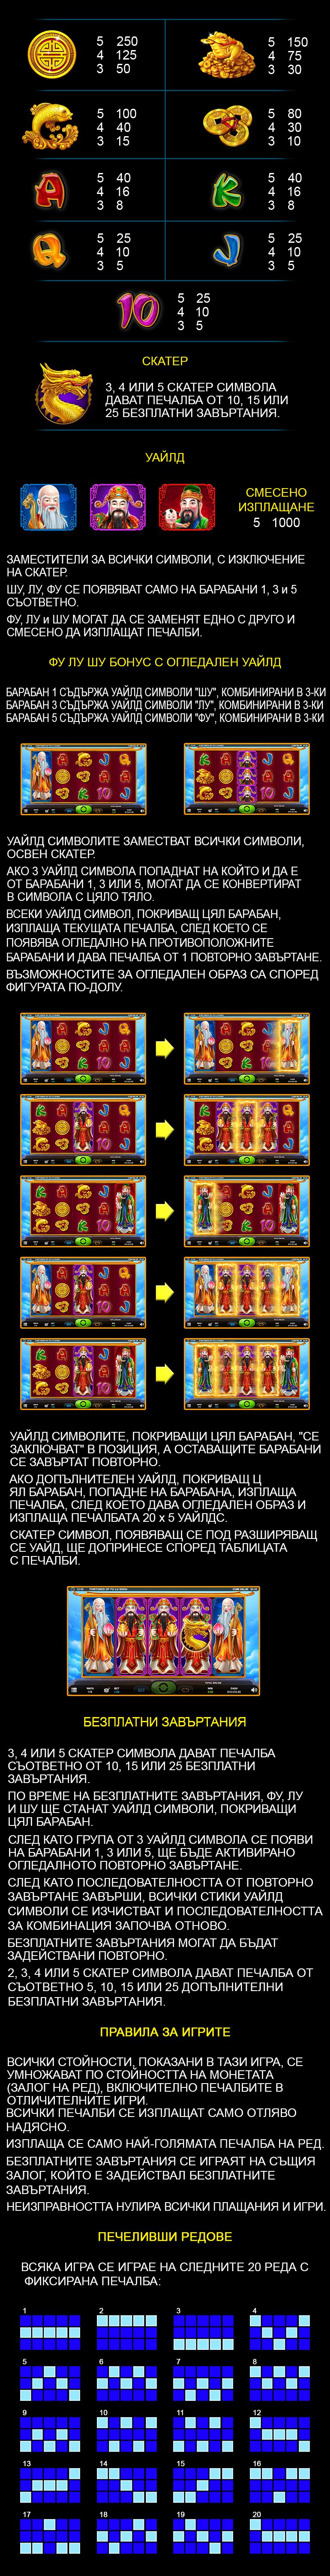 5 250
4 125
3 50
5 150
4 75
3 30
5 100
4 40
3 15
5 80
4 30
3 10
A
5 40
4 16
3 8
K
5 40
4 16
3 8
Q
5 25
4 10
3 5
J
5 25
4 10
3 5
10
5 25
4 10
3 5
СКАТЕР
3, 4 ИЛИ 5 СКАТЕР СИМВОЛА
ДАВАТ ПЕЧАЛБА ОТ 10, 15 ИЛИ
25 БЕЗПЛАТНИ ЗАВЪРТАНИЯ.
УАЙЛД
СМЕСЕНО
ИЗПЛАЩАНЕ
5 1000
ЗАМЕСТИТЕЛИ ЗА ВСИЧКИ СИМВОЛИ, С ИЗКЛЮЧЕНИЕ
НА СКАТЕР.
ШУ, ЛУ, ФУ СЕ ПОЯВЯВАТ САМО НА БАРАБАНИ 1, 3 и 5
СЪОТВЕТНО.
ФУ, ЛУ и ШУ МОГАТ ДА СЕ ЗАМЕНЯТ ЕДНО С ДРУГО И
СМЕСЕНО ДА ИЗПЛАЩАТ ПЕЧАЛБИ.
ФУ ЛУ ШУ БОНУС С ОГЛЕДАЛЕН УАЙЛД
БАРАБАН 1 СЪДЪРЖА УАЙЛД СИМВОЛИ "ШУ", КОМБИНИРАНИ В 3-КИ
БАРАБАН 3 СЪДЪРЖА УАЙЛД СИМВОЛИ "ЛУ", КОМБИНИРАНИ В 3-КИ
БАРАБАН 5 СЪДЪРЖА УАЙЛД СИМВОЛИ "ФУ", КОМБИНИРАНИ В 3-КИ
УАЙЛД СИМВОЛИТЕ ЗАМЕСТВАТ ВСИЧКИ СИМВОЛИ,
ОСВЕН СКАТЕР.
АКО 3 УАЙЛД СИМВОЛА ПОПАДНАТ НА КОЙТО И ДА Е
ОТ БАРАБАНИ 1, 3 ИЛИ 5, МОГАТ ДА СЕ КОНВЕРТИРАТ
В СИМВОЛА С ЦЯЛО ТЯЛО.
ВСЕКИ УАЙЛД СИМВОЛ, ПОКРИВАЩ ЦЯЛ БАРАБАН,
ИЗПЛАЩА ТЕКУЩАТА ПЕЧАЛБА, СЛЕД КОЕТО СЕ
ПОЯВЯВА ОГЛЕДАЛНО НА ПРОТИВОПОЛОЖНИТЕ
БАРАБАНИ И ДАВА ПЕЧАЛБА ОТ 1 ПОВТОРНО ЗАВЪРТАНЕ.
ВЪЗМОЖНОСТИТЕ ЗА ОГЛЕДАЛЕН ОБРАЗ СА СПОРЕД
ФИГУРАТА ПО-ДОЛУ.
УАЙЛД СИМВОЛИТЕ, ПОКРИВАЩИ ЦЯЛ БАРАБАН, "СЕ
ЗАКЛЮЧВАТ" В ПОЗИЦИЯ, А ОСТАВАЩИТЕ БАРАБАНИ
СЕ ЗАВЪРТАТ ПОВТОРНО.
АКО ДОПЪЛНИТЕЛЕН УАЙЛД, ПОКРИВАЩ Ц
ЯЛ БАРАБАН, ПОПАДНЕ НА БАРАБАНА, ИЗПЛАЩА
ПЕЧАЛБА, СЛЕД КОЕТО ДАВА ОГЛЕДАЛЕН ОБРАЗ И
ИЗПЛАЩА ПЕЧАЛБАТА 20 x 5 УАЙЛДС.
СКАТЕР СИМВОЛ, ПОЯВЯВАЩ СЕ ПОД РАЗШИРЯВАЩ
СЕ УАЙД, ЩЕ ДОПРИНЕСЕ СПОРЕД ТАБЛИЦАТА
С ПЕЧАЛБИ.
БЕЗПЛАТНИ ЗАВЪРТАНИЯ
3, 4 ИЛИ 5 СКАТЕР СИМВОЛА ДАВАТ ПЕЧАЛБА
СЪОТВЕТНО ОТ 10, 15 ИЛИ 25 БЕЗПЛАТНИ
ЗАВЪРТАНИЯ.
ПО ВРЕМЕ НА БЕЗПЛАТНИТЕ ЗАВЪРТАНИЯ, ФУ, ЛУ
И ШУ ЩЕ СТАНАТ УАЙЛД СИМВОЛИ, ПОКРИВАЩИ
ЦЯЛ БАРАБАН.
СЛЕД КАТО ГРУПА ОТ 3 УАЙЛД СИМВОЛА СЕ ПОЯВИ
НА БАРАБАНИ 1, 3 ИЛИ 5, ЩЕ БЪДЕ АКТИВИРАНО
ОГЛЕДАЛНОТО ПОВТОРНО ЗАВЪРТАНЕ.
СЛЕД КАТО ПОСЛЕДОВАТЕЛНОСТТА ОТ ПОВТОРНО
ЗАВЪРТАНЕ ЗАВЪРШИ, ВСИЧКИ СТИКИ УАЙЛД
СИМВОЛИ СЕ ИЗЧИСТВАТ И ПОСЛЕДОВАТЕЛНОСТТА
ЗА КОМБИНАЦИЯ ЗАПОЧВА ОТНОВО.
БЕЗПЛАТНИТЕ ЗАВЪРТАНИЯ МОГАТ ДА БЪДАТ
ЗАДЕЙСТВАНИ ПОВТОРНО.
2, 3, 4 ИЛИ 5 СКАТЕР СИМВОЛА ДАВАТ ПЕЧАЛБА ОТ
СЪОТВЕТНО 5, 10, 15 ИЛИ 25 ДОПЪЛНИТЕЛНИ
БЕЗПЛАТНИ ЗАВЪРТАНИЯ.
ПРАВИЛА ЗА ИГРИТЕ
ВСИЧКИ СТОЙНОСТИ, ПОКАЗАНИ В ТАЗИ ИГРА, СЕ
УМНОЖАВАТ ПО СТОЙНОСТТА НА МОНЕТАТА
(ЗАЛОГ НА РЕД), ВКЛЮЧИТЕЛНО ПЕЧАЛБИТЕ В
ОТЛИЧИТЕЛНИТЕ ИГРИ.
ВСИЧКИ ПЕЧАЛБИ СЕ ИЗПЛАЩАТ САМО ОТЛЯВО
НАДЯСНО.
ИЗПЛАЩА СЕ САМО НАЙ-ГОЛЯМАТА ПЕЧАЛБА НА РЕД.
БЕЗПЛАТНИТЕ ЗАВЪРТАНИЯ СЕ ИГРАЯТ НА СЪЩИЯ
ЗАЛОГ, КОЙТО Е ЗАДЕЙСТВАЛ БЕЗПЛАТНИТЕ
ЗАВЪРТАНИЯ.
НЕИЗПРАВНОСТТА НУЛИРА ВСИЧКИ ПЛАЩАНИЯ И ИГРИ.
ПЕЧЕЛИВШИ РЕДОВЕ
ВСЯКА ИГРА СЕ ИГРАЕ НА СЛЕДНИТЕ 20 РЕДА С
ФИКСИРАНА ПЕЧАЛБА:
1 2 3 4
5 6 7 8
9 10 11 12
13 14 15 16
17 18 19 20